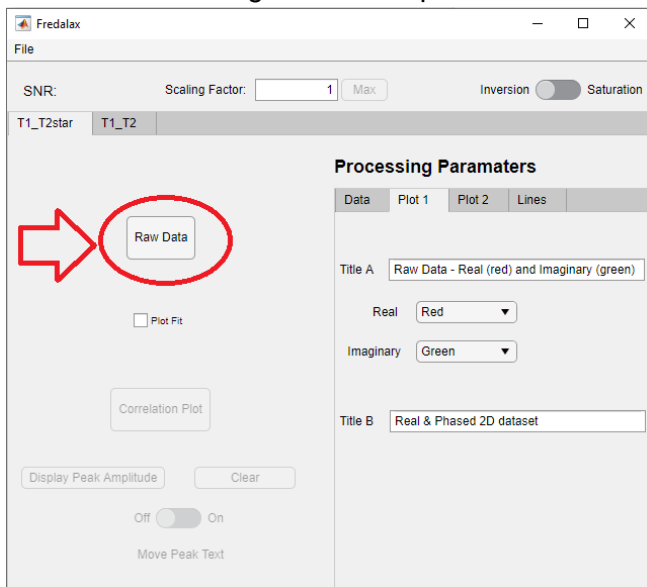 Fredalax
File
SNR: Scaling Factor: 1 Max Inversion Saturation
T1_T2star T1_T2
Processing Paramaters
Data Plot 1 Plot 2 Lines
Raw Data
Title A Raw Data - Real (red) and Imaginary (green)
Real Red
Plot Fit
Imaginary Green
Correlation Plot
Title B Real & Phased 2D dataset
Display Peak Amplitude Clear
Off On
Move Peak Text